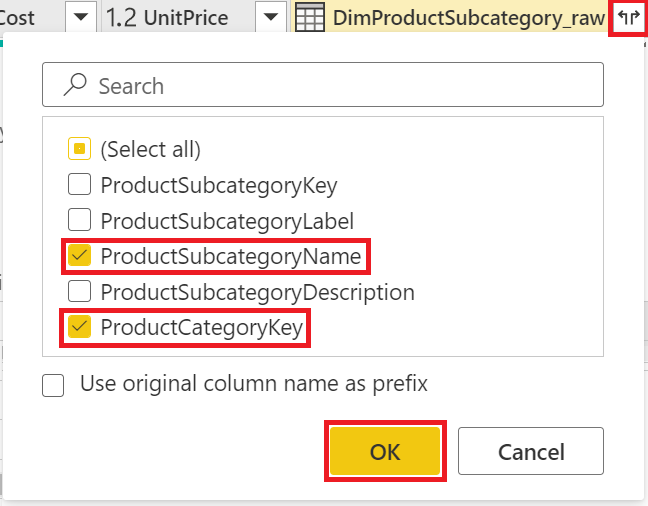 Cost 1.2 UnitPrice DimProductSubcategory_raw
Search
(Select all)
ProductSubcategoryKey
ProductSubcategoryLabel
ProductSubcategoryName
ProductSubcategoryDescription
ProductCategoryKey
Use original column name as prefix
OK Cancel